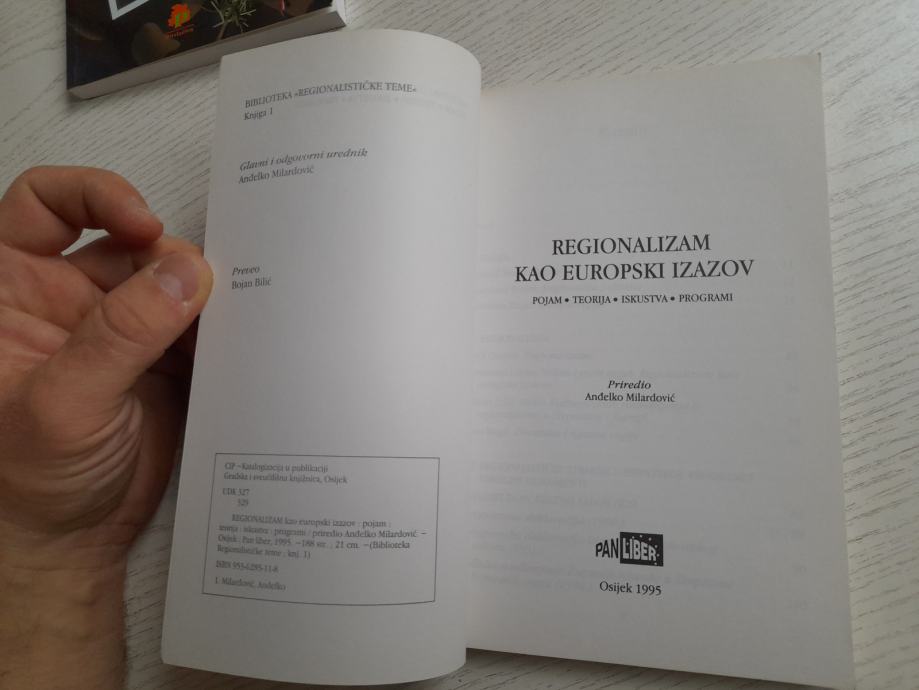 BIBLIOTEKA »REGIONALISTIČKE TEME«
Knjiga 1
Glavni i odgovorni urednik
Anđelko Milardović
Preveo
Bojan Bilić
CIP –Katalogizacija u publikaciji
Gradska i sveučilišna knjižnica, Osijek
UDK 327
329
REGIONALIZAM kao europski izazov : pojam :
teorija : iskustva : programi / priredio Anđelko Milardović. –
Osijek : Pan liber, 1995. –188 str. ; 21 cm. –(Biblioteka
Regionalističke teme ; knj. 1)
ISBN 953-6285-11-8
I. Milardović, Anđelko
REGIONALIZAM
KAO EUROPSKI IZAZOV
POJAM • TEORIJA • ISKUSTVA • PROGRAMI
Priredio
Anđelko Milardović
PAN LIBER
Osijek 1995